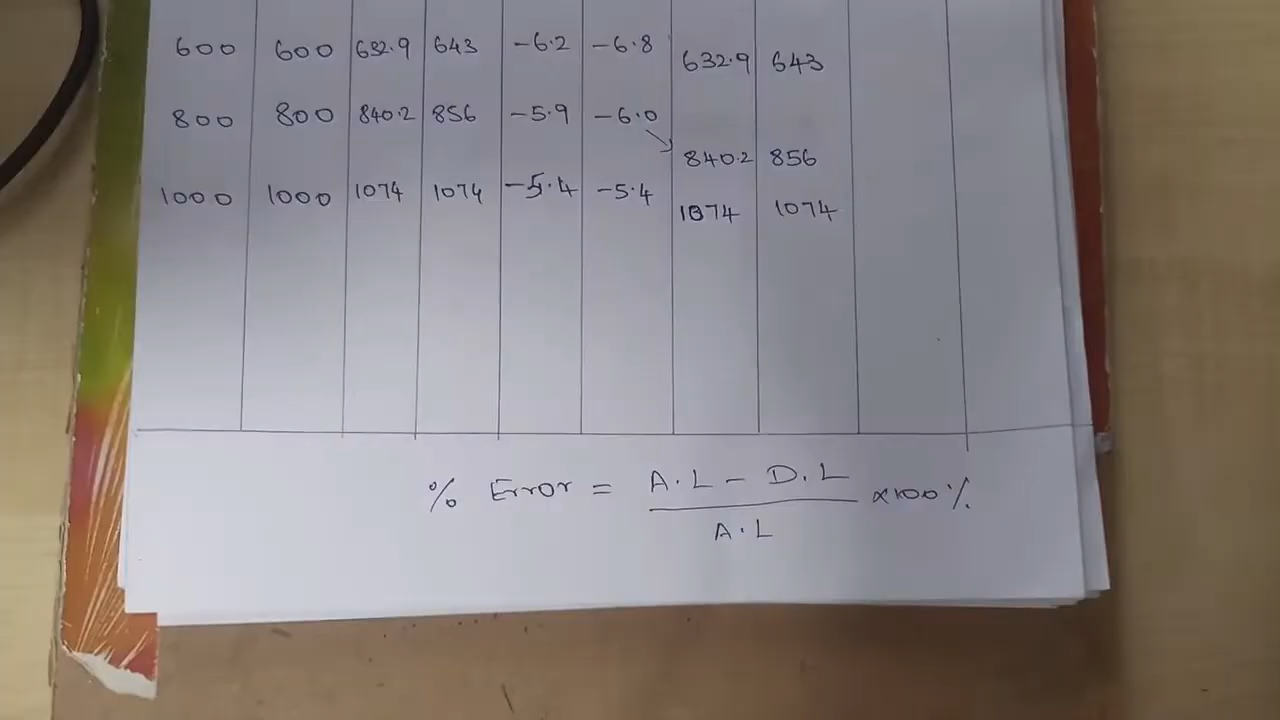 600 600 632.9 643 -6.2 -6.8 632.9 643
800 800 840.2 856 -5.9 -6.0
840.2 856
1000 1000 1074 1074 -5.4 -5.4
1074 1074
% Error = A.L - D.L / A.L x100%